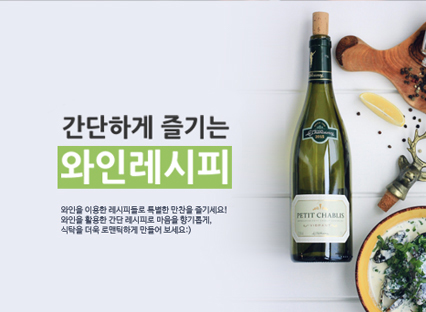 간단하게 즐기는
와인레시피
와인을 이용한 레시피들로 특별한 만찬을 즐기세요!
와인을 활용한 간단 레시피로 마음을 향기롭게,
식탁을 더욱 로맨틱하게 만들어 보세요:)
PETIT CHABLIS